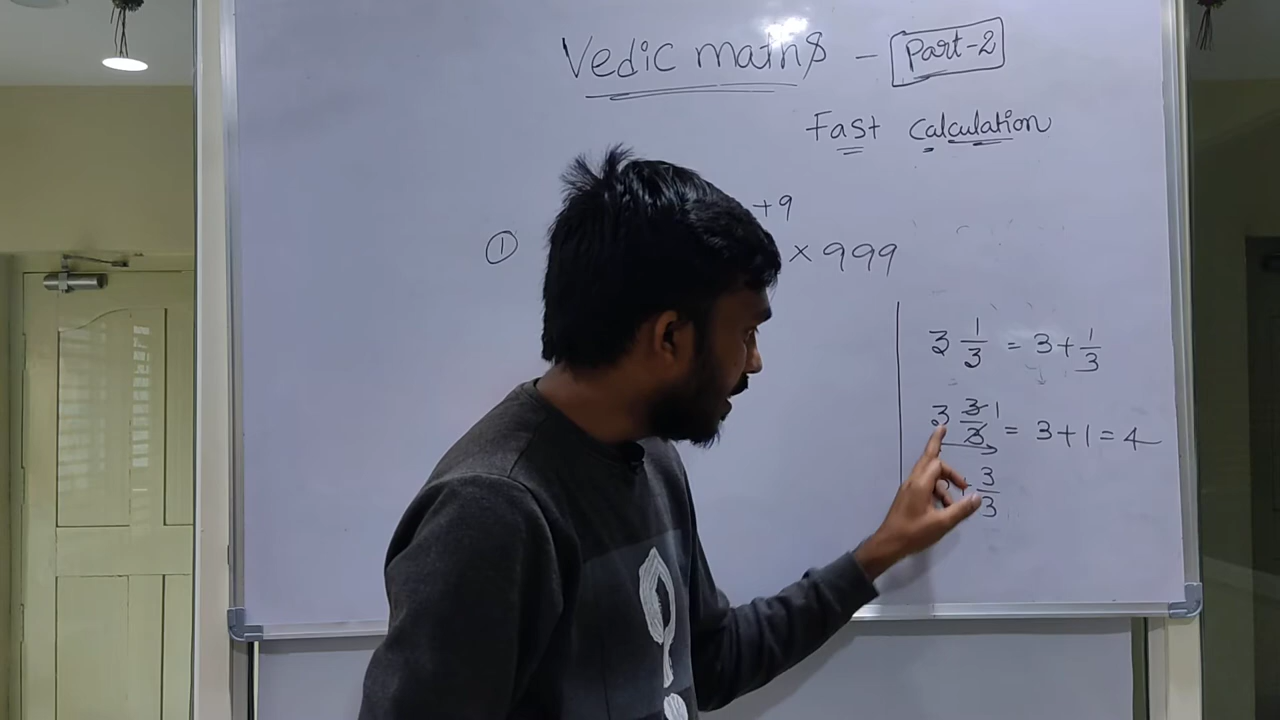 Vedic maths - Part-2
Fast calculation
+9
① × 999
3 1/3 = 3 + 1/3
3 3/3 1 = 3 + 1 = 4
+ 3/3